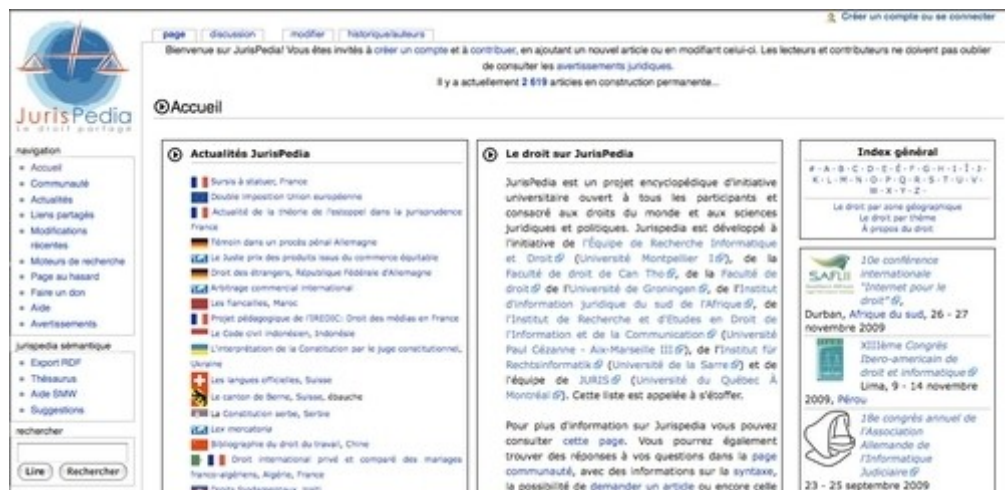 Créer un compte ou se connecter
page discussion modifier historique/auteurs
Bienvenue sur JurisPedia! Vous êtes invités à créer un compte et à contribuer, en ajoutant un nouvel article ou en modifiant celui-ci. Les lecteurs et contributeurs ne doivent pas oublier
de consulter les avertissements juridiques.
Il y a actuellement 2 619 articles en construction permanente...
JurisPedia
Le droit partagé
Accueil
navigation
Accueil
Communauté
Actualités
Liens partagés
Modifications
récentes
Moteurs de recherche
Page au hasard
Faire un don
Aide
Avertissements
jurispedia sémantique
Export RDF
Thésaurus
Aide SMW
Suggestions
rechercher
Lire Rechercher
Actualités JurisPedia
Sursis à statuer, France
Double imposition Union européenne
Actualité de la théorie de l'estoppel dans la jurisprudence
France
Témoin dans un procès pénal Allemagne
Le Juste prix des produits issus du commerce équitable
Droit des étrangers, République Fédérale d'Allemagne
Arbitrage commercial international
Les fiancailles, Maroc
Projet pédagogique de l'IREDIC: Droit des médias en France
Le Code civil indonésien, Indonésie
L'interprétation de la Constitution par le juge constitutionnel,
Ukraine
Les langues officielles, Suisse
Le canton de Berne, Suisse, ébauche
La Constitution serbe, Serbie
Lex mercatoria
Bibliographie du droit du travail, Chine
Droit international privé et comparé des mariages
franco-algériens, Algérie, France
Droits fondamentaux, Haïti
Le droit sur JurisPedia
JurisPedia est un projet encyclopédique d'initiative
universitaire ouvert à tous les participants et
consacré aux droits du monde et aux sciences
juridiques et politiques. Jurispedia est développé à
l'initiative de l'Équipe de Recherche Informatique
et Droit (Université Montpellier I), de la
Faculté de droit de Can Tho, de la Faculté de
droit de l'Université de Groningen, de l'Institut
d'information juridique du sud de l'Afrique, de
l'Institut de Recherche et d'Etudes en Droit de
l'Information et de la Communication (Université
Paul Cézanne - Aix-Marseille III), de l'Institut für
Rechtsinformatik (Université de la Sarre) et de
l'équipe de JURIS (Université du Québec À
Montréal). Cette liste est appelée à s'étoffer.
Pour plus d'information sur Jurispedia vous pouvez
consulter cette page. Vous pourrez également
trouver des réponses à vos questions dans la page
communauté, avec des informations sur la syntaxe,
la possibilité de demander un article ou encore celle
Index général
# - A - B - C - D - E - É - F - G - H - I - Î - J -
K - L - M - N - O - P - Q - R - S - T - U - V -
W - X - Y - Z -
Le droit par zone géographique
Le droit par thème
À propos du droit
SAFLII
10e conférence
internationale
"Internet pour le
droit",
Durban, Afrique du sud, 26 - 27
novembre 2009
XIIIème Congrès
Ibero-americain de
droit et informatique
Lima, 9 - 14 novembre
2009, Pérou
18e congrès annuel de
l'Association
Allemande de
l'Informatique
Judiciaire
23 - 25 septembre 2009